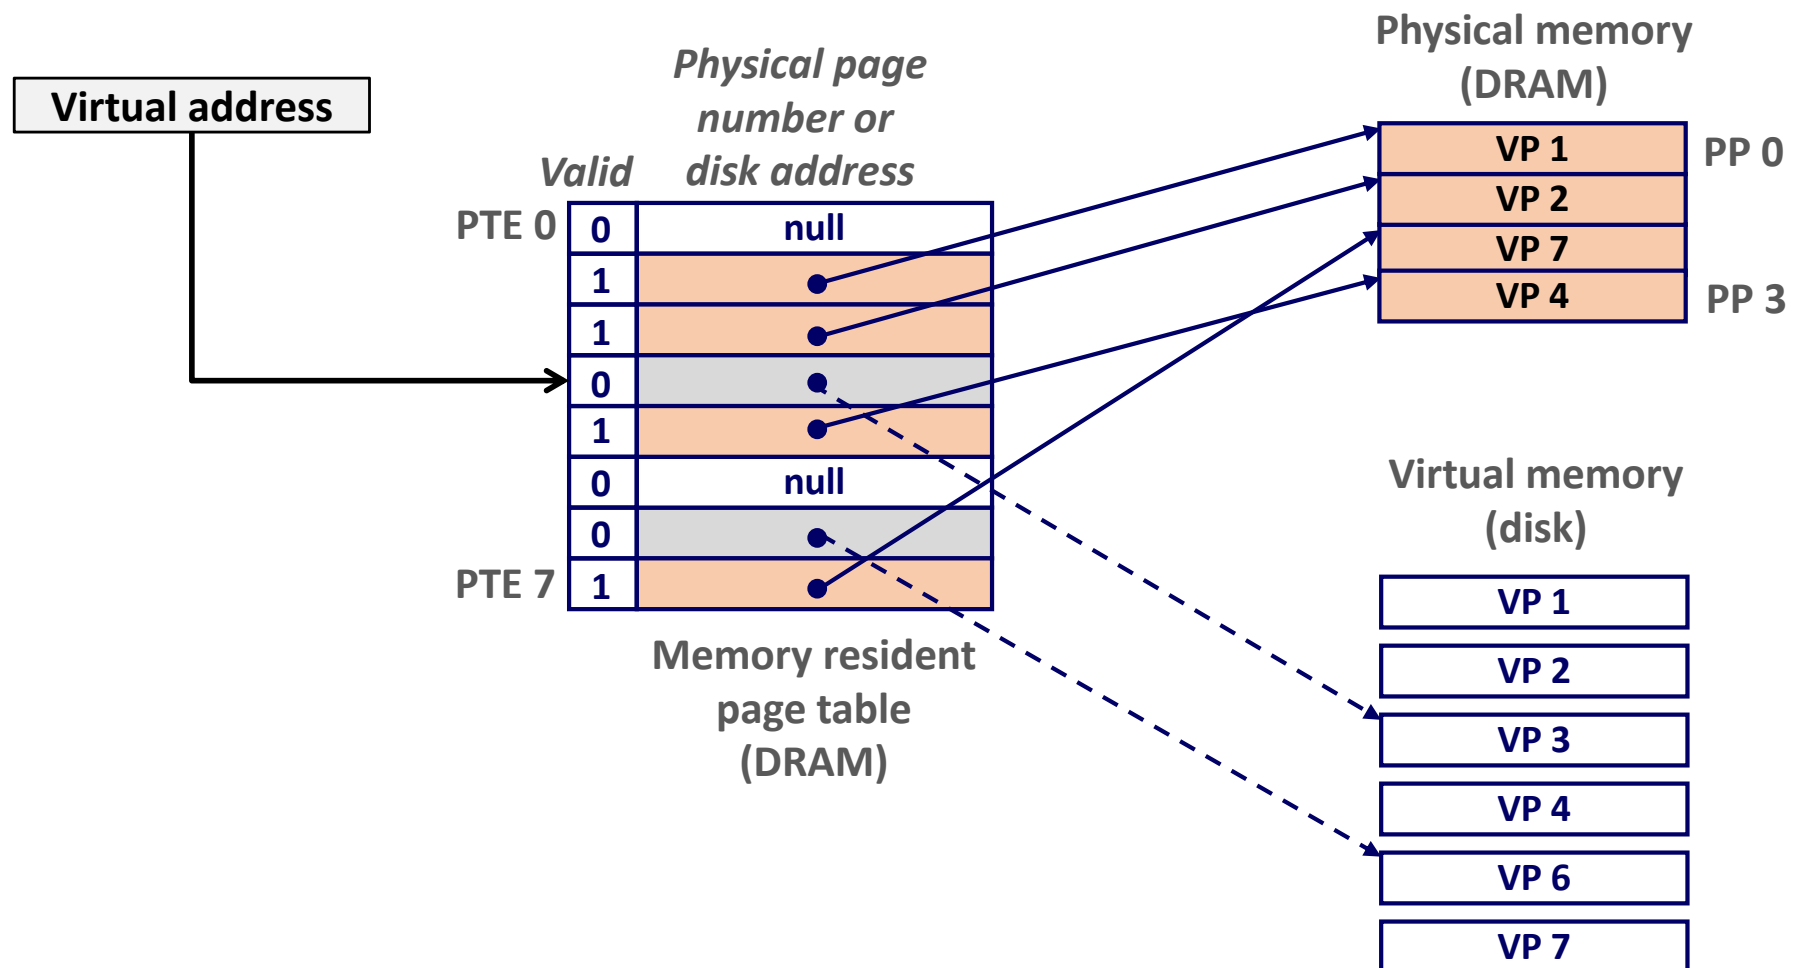 Virtual address
Physical page
number or
disk address
Valid
PTE 0
0
null
1
1
0
1
0
null
0
PTE 7
1
Memory resident
page table
(DRAM)
Physical memory
(DRAM)
VP 1
PP 0
VP 2
VP 7
VP 4
PP 3
Virtual memory
(disk)
VP 1
VP 2
VP 3
VP 4
VP 6
VP 7